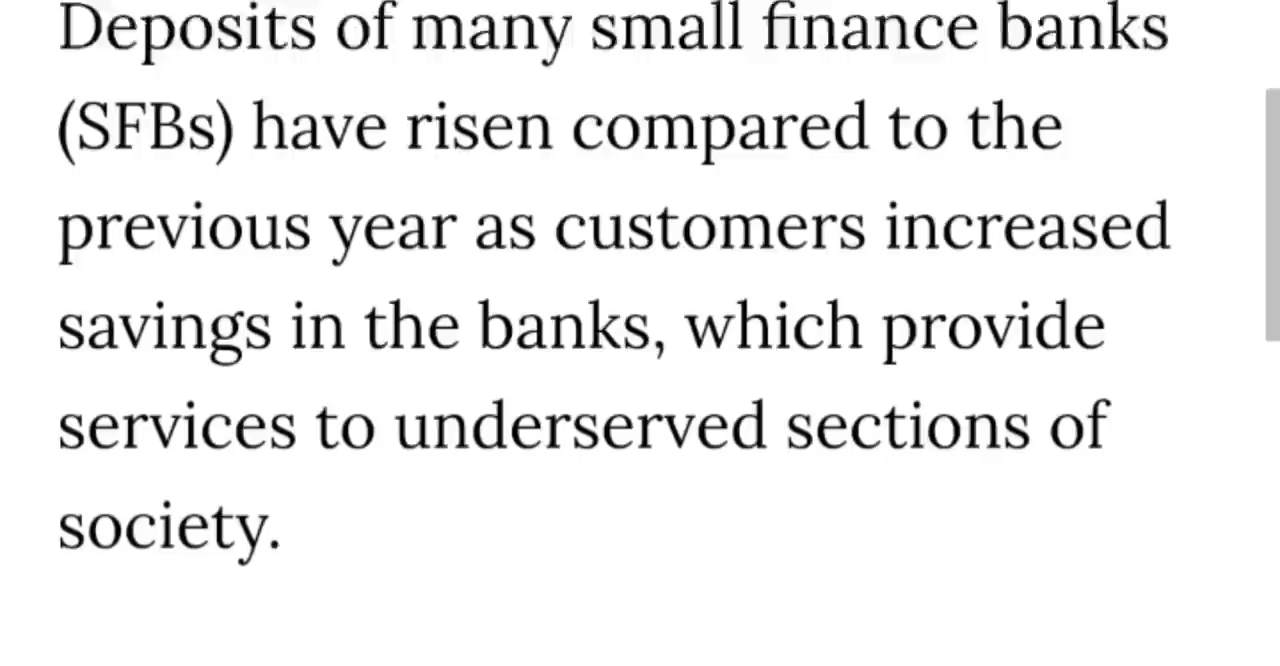 Deposits of many small finance banks
(SFBs) have risen compared to the
previous year as customers increased
savings in the banks, which provide
services to underserved sections of
society.